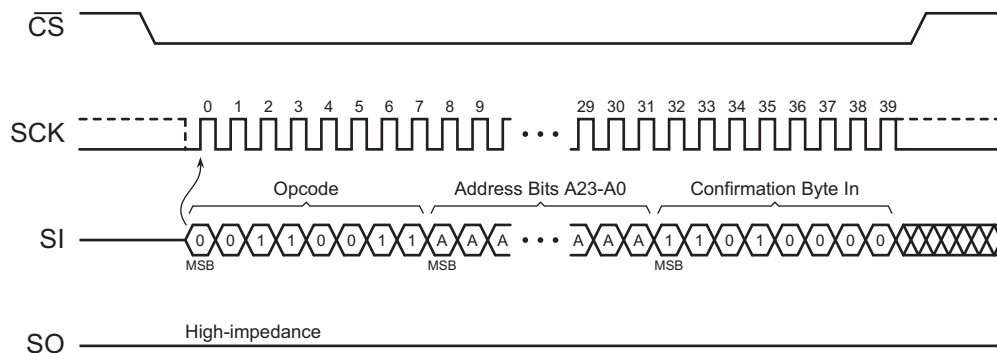 CS
0 1 2 3 4 5 6 7 8 9 29 30 31 32 33 34 35 36 37 38 39
SCK
Opcode Address Bits A23-A0 Confirmation Byte In
SI 0 0 1 1 0 0 1 1 A A A A A A 1 1 0 1 0 0 0 0
MSB MSB MSB
High-impedance
SO